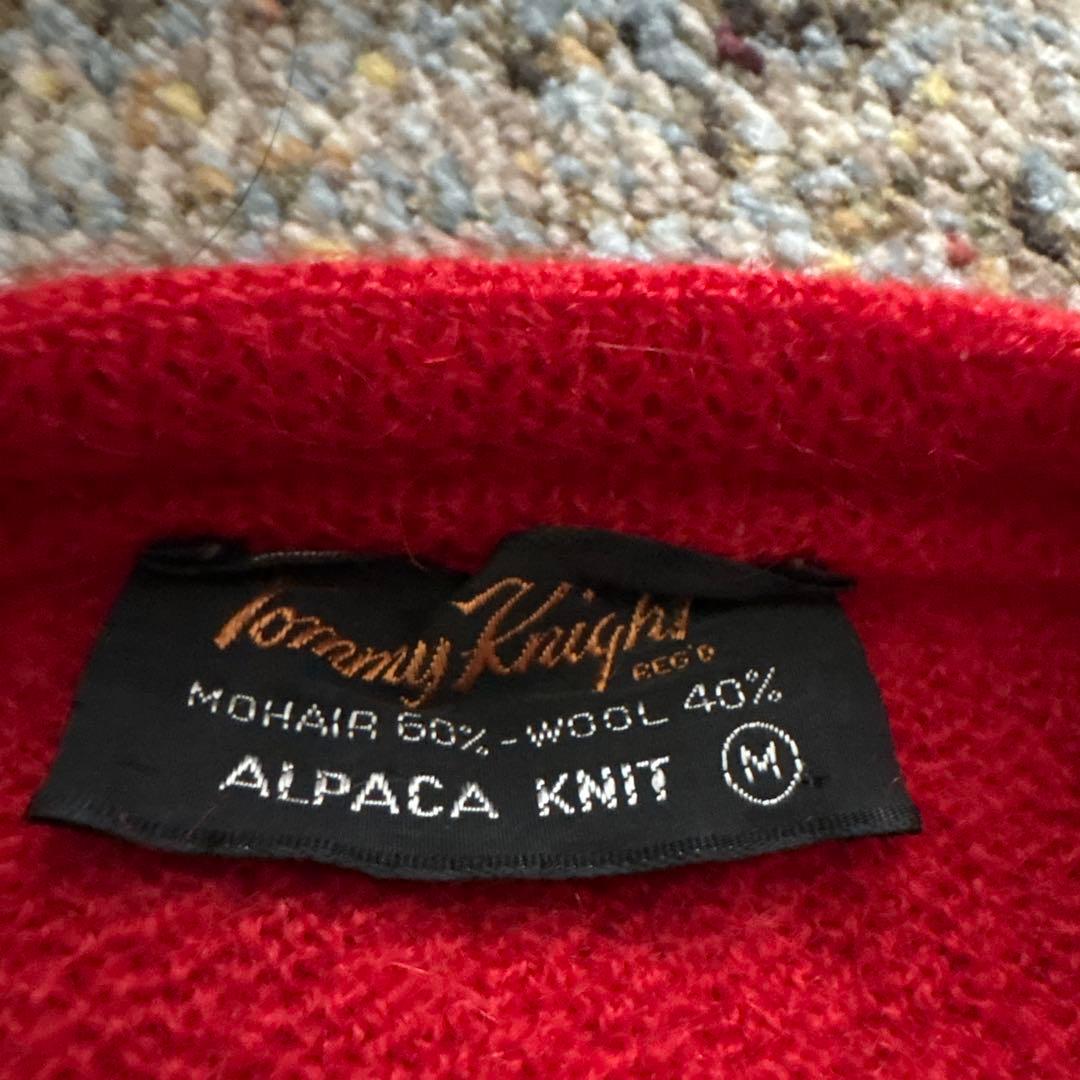 Tommy Knight
REG'D
MOHAIR 60%-WOOL 40%
ALPACA KNIT M